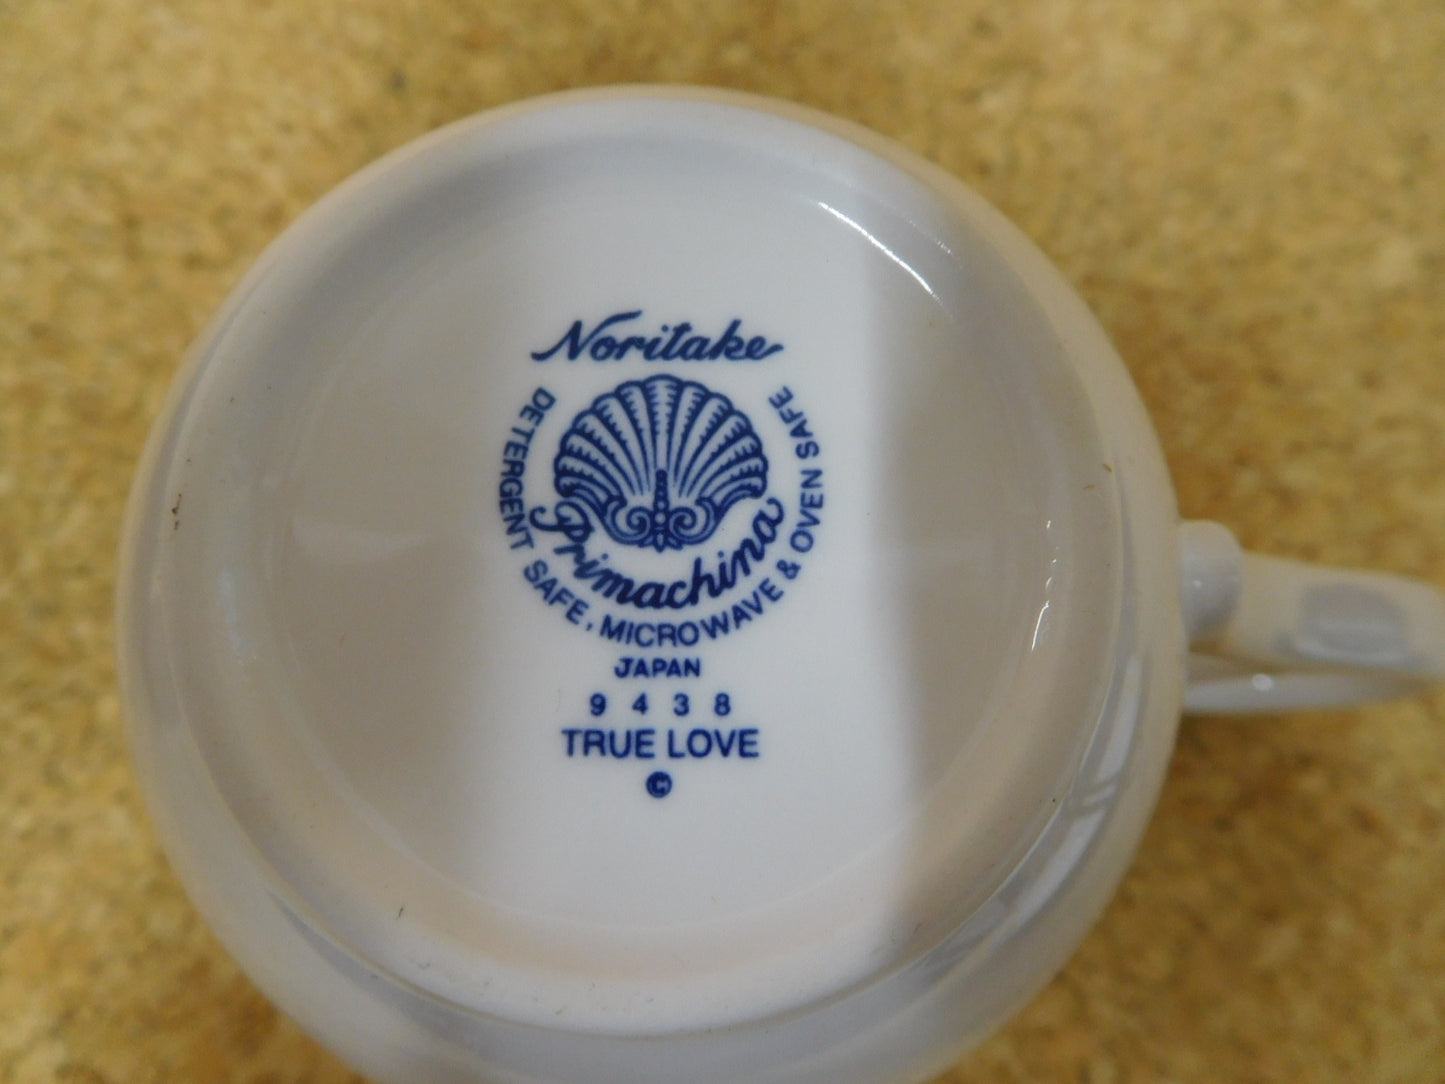 Noritake
Primachina
DETERGENT SAFE, MICROWAVE & OVEN SAFE
JAPAN
9438
TRUE LOVE
©